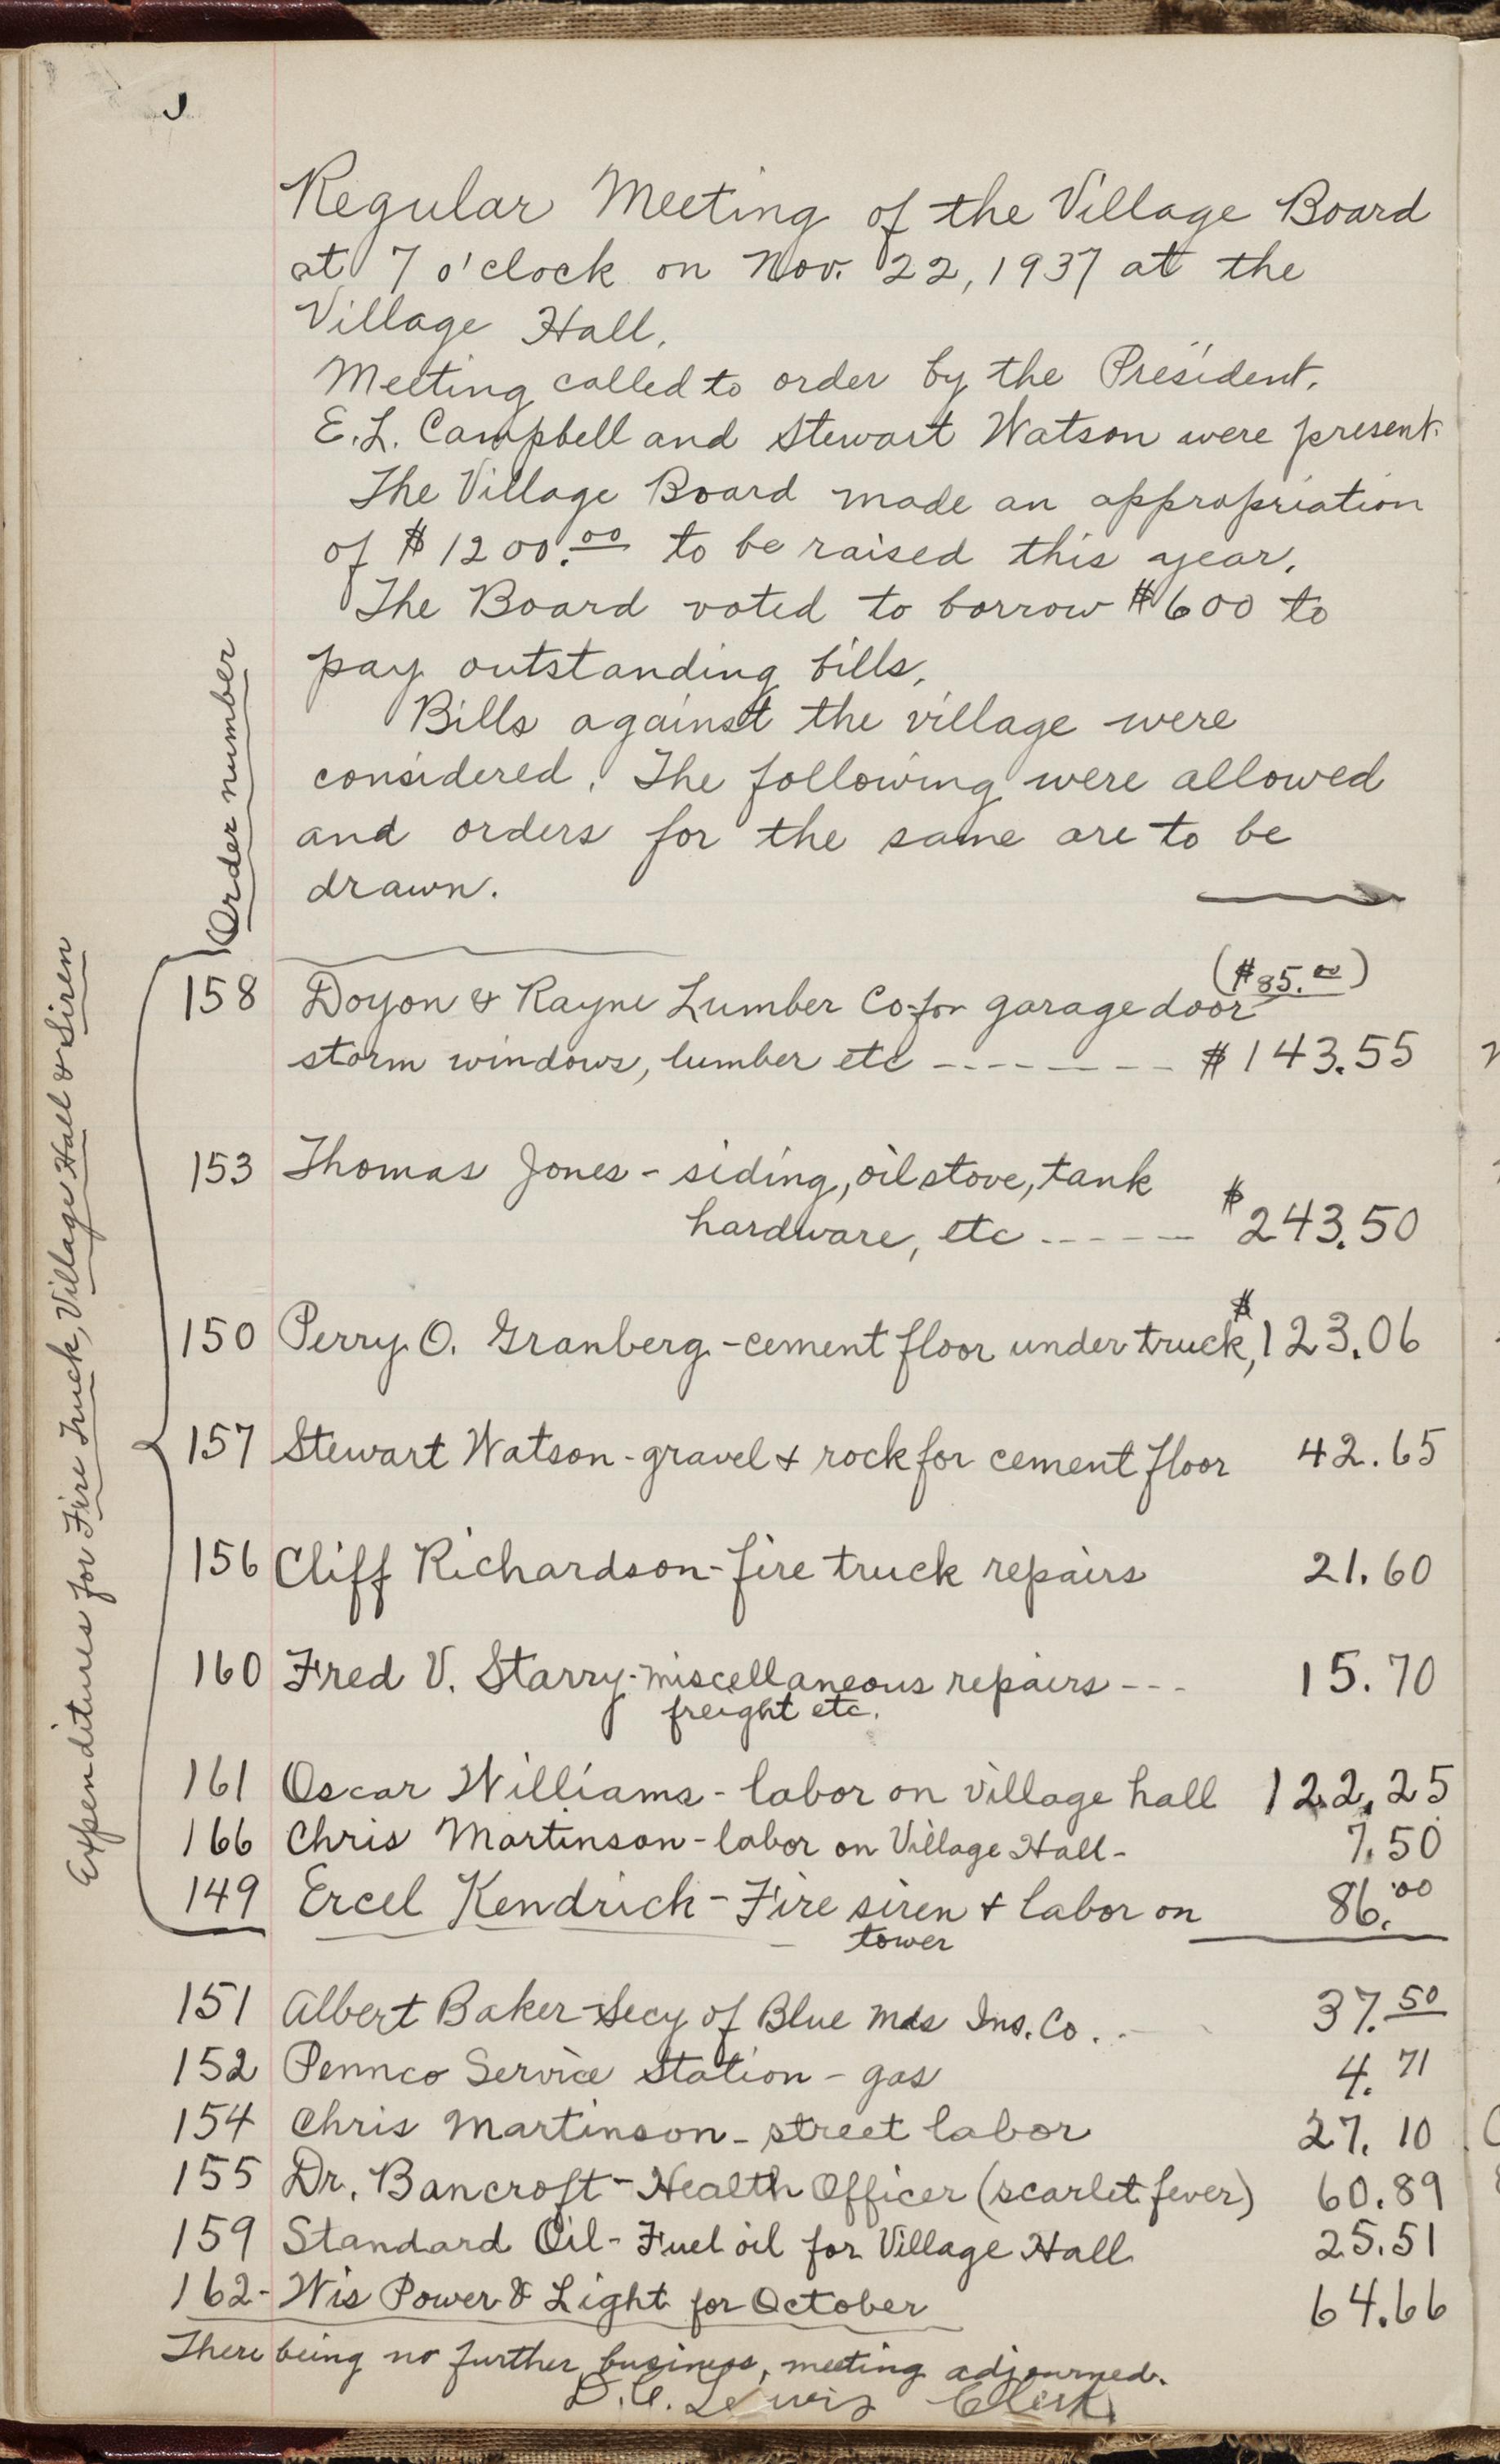 Regular Meeting of the Village Board
at 7 o'clock on Nov. 22, 1937 at the
Village Hall.
Meeting called to order by the President.
E.L. Campbell and Stewart Watson were present.
The Village Board made an appropriation
of $1200.00 to be raised this year.
The Board voted to borrow $600 to
pay outstanding bills.
Bills against the village were
considered. The following were allowed
and orders for the same are to be
drawn.
Order number
Expenditures for Fire Truck, Village Hall & Siren
($85.00)
158 Doyon & Rayne Lumber Co for garage door
storm windows, lumber etc --------- $143.55
153 Thomas Jones - siding, oil stove, tank
hardware, etc ------ $243.50
150 Perry O. Granberg - cement floor under truck, $123.06
157 Stewart Watson - gravel & rock for cement floor 42.65
156 Cliff Richardson - fire truck repairs 21.60
160 Fred V. Starry - miscellaneous repairs --- 15.70
freight etc.
161 Oscar Williams - labor on village hall 122.25
166 Chris Martinson - labor on Village Hall - 7.50
149 Ercel Kendrick - Fire siren & labor on 86.00
tower
151 Albert Baker - Secy of Blue Mds Ins. Co. 37.50
152 Pennco Service Station - gas 4.71
154 Chris Martinson - street labor 27.10
155 Dr. Bancroft - Health Officer (scarlet fever) 60.89
159 Standard Oil - Fuel oil for Village Hall 25.51
162 - Wis Power & Light for October 64.66
There being no further business, meeting adjourned.
Lewis Clerk